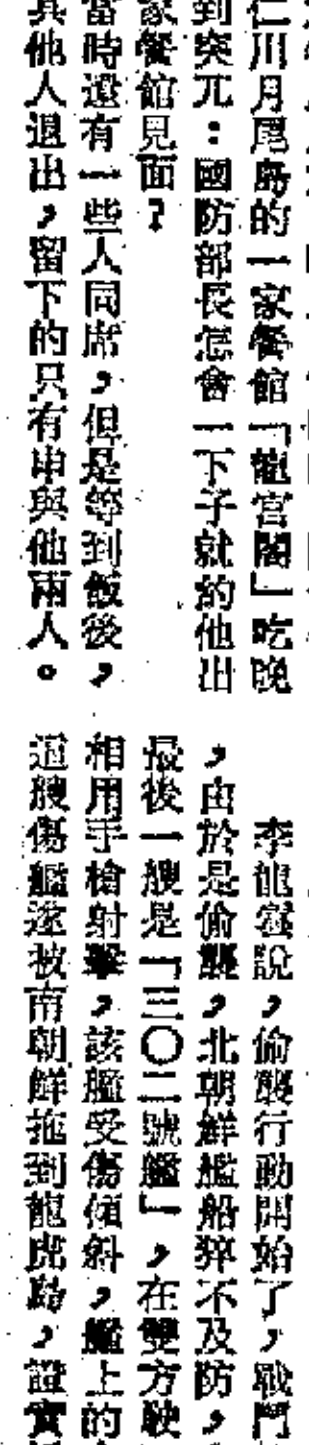 仁川月尾島的一家餐館「龍宮閣」吃晚
到突兀：國防部長怎會一下子就約他出
家餐館見面？
當時還有一些人同席，但是等到飯後，
其他人退出，留下的只有申與他兩人。
李龍雲說，偷襲行動開始了，戰鬥
，由於是偷襲，北朝鮮艦船猝不及防，
最後一艘是「三〇二號艦」，在雙方駛
相用手槍射擊，該艦受傷傾斜，艦上的
這艘傷艦遂被南朝鮮拖到龍虎島，證實